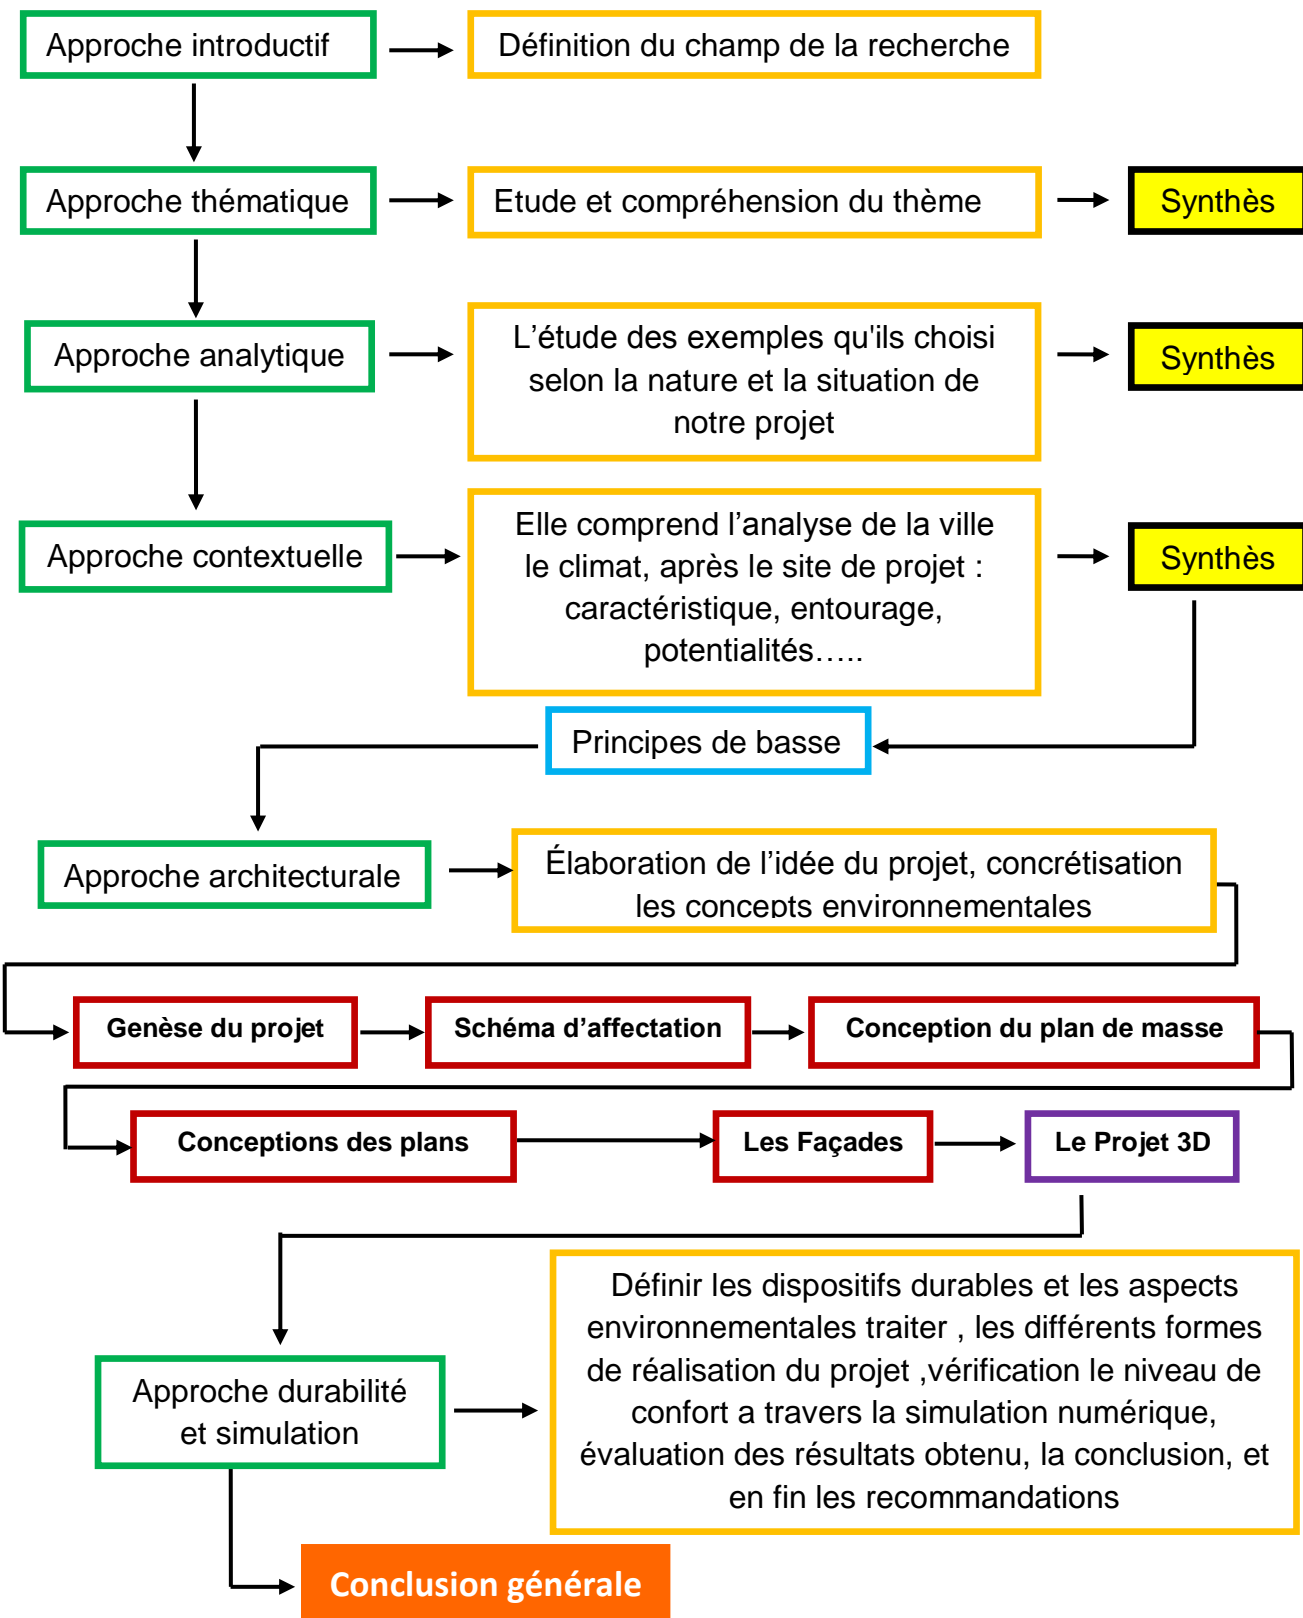 Approche introductif
Définition du champ de la recherche
Approche thématique
Etude et compréhension du thème
Synthès
Approche analytique
L’étude des exemples qu'ils choisi
selon la nature et la situation de
notre projet
Synthès
Approche contextuelle
Elle comprend l’analyse de la ville
le climat, après le site de projet :
caractéristique, entourage,
potentialités…..
Synthès
Principes de basse
Approche architecturale
Élaboration de l’idée du projet, concrétisation
les concepts environnementales
Genèse du projet
Schéma d’affectation
Conception du plan de masse
Conceptions des plans
Les Façades
Le Projet 3D
Approche durabilité
et simulation
Définir les dispositifs durables et les aspects
environnementales traiter , les différents formes
de réalisation du projet ,vérification le niveau de
confort a travers la simulation numérique,
évaluation des résultats obtenu, la conclusion, et
en fin les recommandations
Conclusion générale